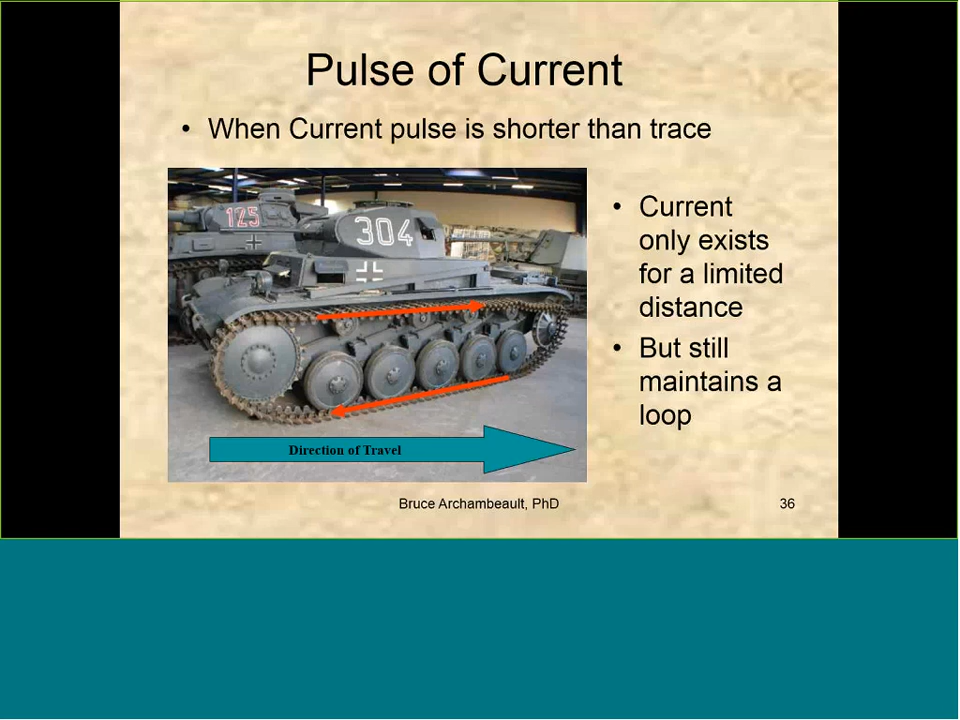 Pulse of Current
• When Current pulse is shorter than trace
125
304
• Current
only exists
for a limited
distance
• But still
maintains a
loop
Direction of Travel
Bruce Archambeault, PhD
36